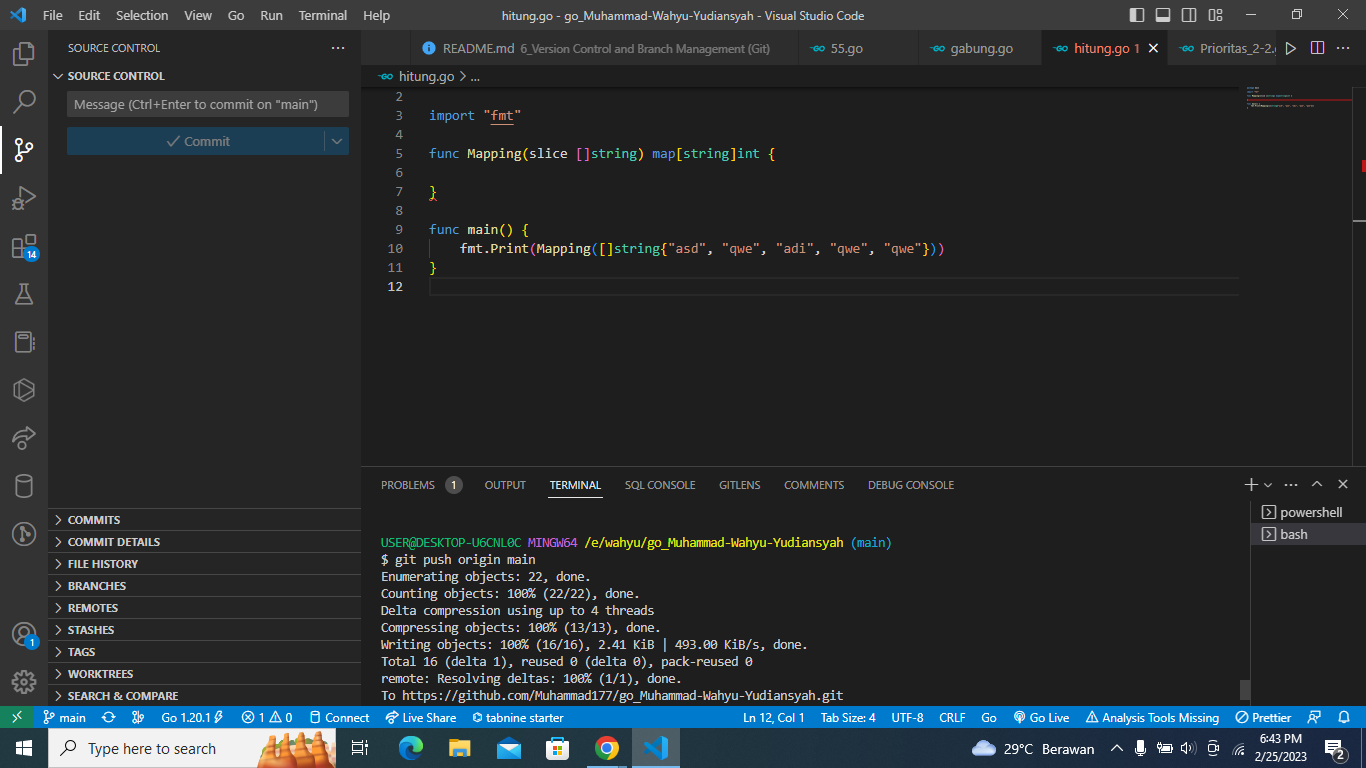 File Edit Selection View Go Run Terminal Help hitung.go - go_Muhammad-Wahyu-Yudiansyah - Visual Studio Code
SOURCE CONTROL
README.md 6_Version Control and Branch Management (Git) 55.go gabung.go hitung.go 1 Prioritas_2-2.
SOURCE CONTROL
hitung.go > ...
Message (Ctrl+Enter to commit on "main")
Commit
14
1
2
3 import "fmt"
4
5 func Mapping(slice []string) map[string]int {
6
7 }
8
9 func main() {
10 fmt.Print(Mapping([]string{"asd", "qwe", "adi", "qwe", "qwe"}))
11 }
12
COMMITS
COMMIT DETAILS
FILE HISTORY
BRANCHES
REMOTES
STASHES
TAGS
WORKTREES
SEARCH & COMPARE
PROBLEMS 1 OUTPUT TERMINAL SQL CONSOLE GITLENS COMMENTS DEBUG CONSOLE
powershell
bash
USER@DESKTOP-U6CNL0C MINGW64 /e/wahyu/go_Muhammad-Wahyu-Yudiansyah (main)
$ git push origin main
Enumerating objects: 22, done.
Counting objects: 100% (22/22), done.
Delta compression using up to 4 threads
Compressing objects: 100% (13/13), done.
Writing objects: 100% (16/16), 2.41 KiB | 493.00 KiB/s, done.
Total 16 (delta 1), reused 0 (delta 0), pack-reused 0
remote: Resolving deltas: 100% (1/1), done.
To https://github.com/Muhammad177/go_Muhammad-Wahyu-Yudiansyah.git
main Go 1.20.1 1 0 Connect Live Share tabnine starter Ln 12, Col 1 Tab Size: 4 UTF-8 CRLF Go Go Live Analysis Tools Missing Prettier
Type here to search
29°C Berawan
6:43 PM
2/25/2023
2